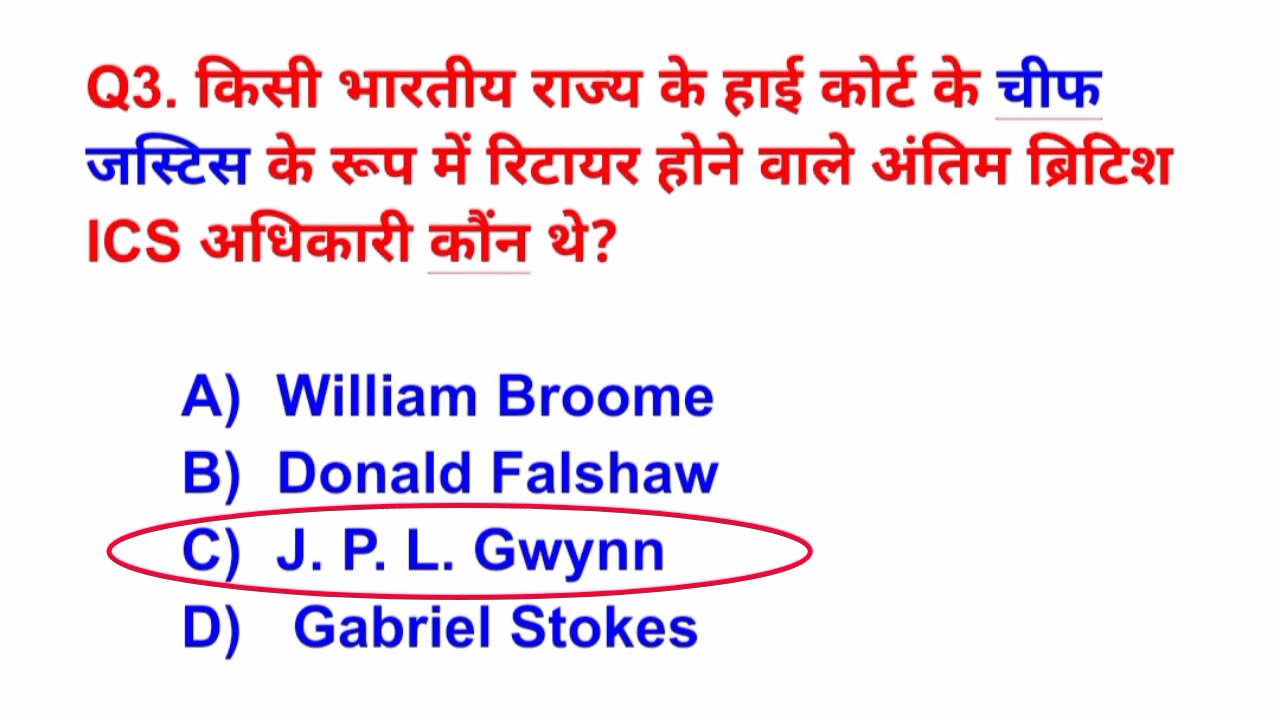 Q3. किसी भारतीय राज्य के हाई कोर्ट के चीफ
जस्टिस के रूप में रिटायर होने वाले अंतिम ब्रिटिश
ICS अधिकारी कौंन थे?
A) William Broome
B) Donald Falshaw
C) J. P. L. Gwynn
D) Gabriel Stokes